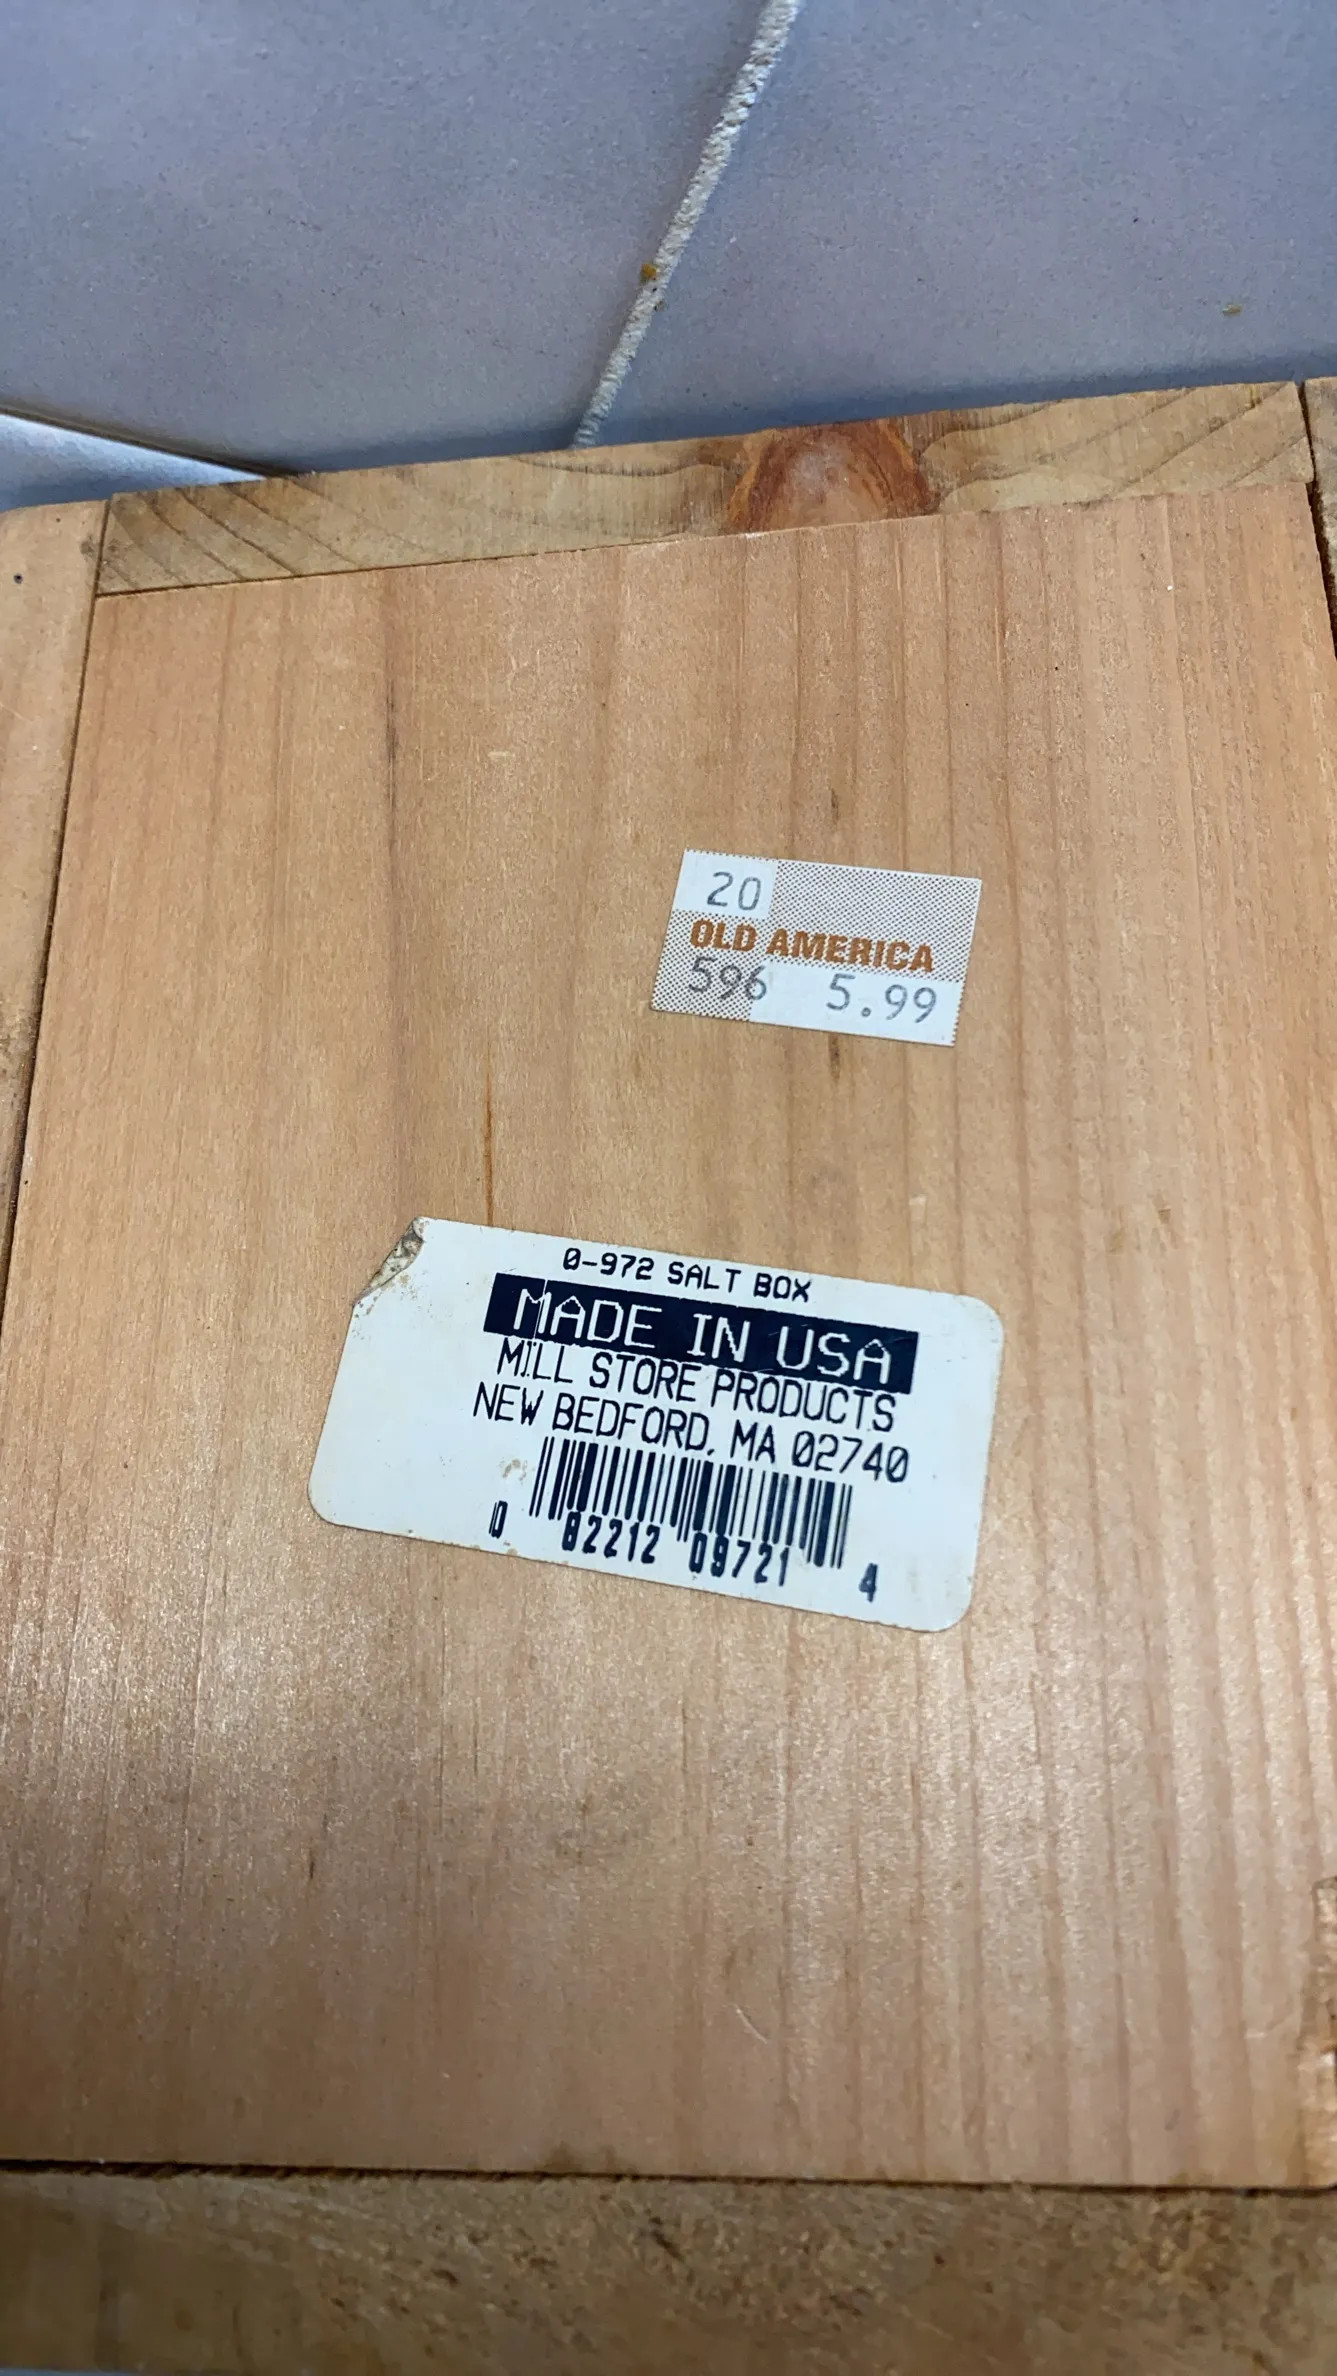 20
OLD AMERICA
596 5.99
0-972 SALT BOX
MADE IN USA
MILL STORE PRODUCTS
NEW BEDFORD, MA 02740
0 82212 09721 4